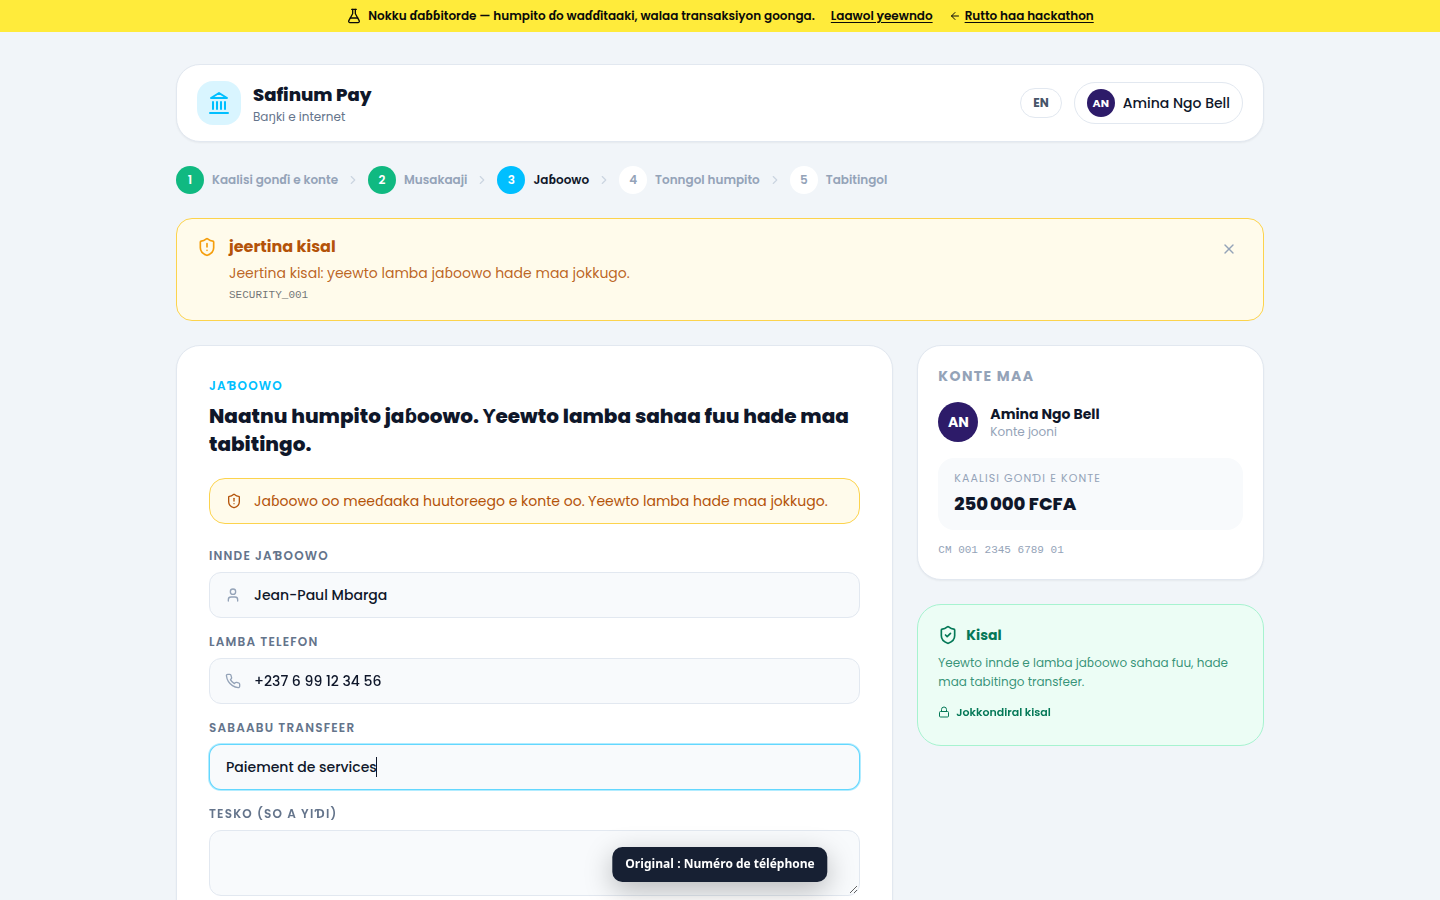 Nokku ɗaɓɓitorde — humpito ɗo waɗɗitaaki, walaa transaksiyon goonga. Laawol yeewndo ← Rutto haa hackathon
Safinum Pay
Baŋki e internet
EN
AN Amina Ngo Bell
1 Kaalisi gonɗi e konte
2 Musakaaji
3 Jaɓoowo
4 Tonngol humpito
5 Tabitingol
jeertina kisal
Jeertina kisal: yeewto lamba jaɓoowo hade maa jokkugo.
SECURITY_001
JAƁOOWO
Naatnu humpito jaɓoowo. Yeewto lamba sahaa fuu hade maa
tabitingo.
Jaɓoowo oo meeɗaaka huutoreego e konte oo. Yeewto lamba hade maa jokkugo.
INNDE JAƁOOWO
Jean-Paul Mbarga
LAMBA TELEFON
+237 6 99 12 34 56
SABAABU TRANSFEER
Paiement de services
TESKO (SO A YIƊI)
Original : Numéro de téléphone
KONTE MAA
AN
Amina Ngo Bell
Konte jooni
KAALISI GONƊI E KONTE
250 000 FCFA
CM 001 2345 6789 01
Kisal
Yeewto innde e lamba jaɓoowo sahaa fuu, hade
maa tabitingo transfeer.
Jokkondiral kisal